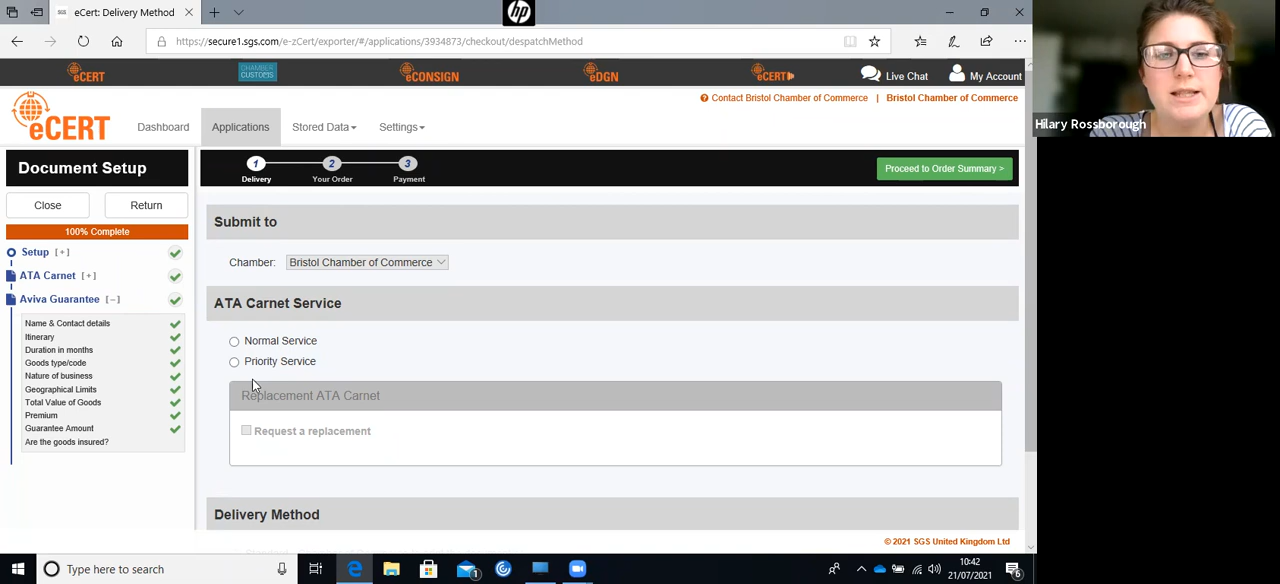 eCert: Delivery Method
hp
https://secure1.sgs.com/e-zCert/exporter/#/applications/3934873/checkout/despatchMethod
eCERT
CHAMBER CUSTOMS
eCONSIGN
eDGN
eCERT
Live Chat
My Account
Contact Bristol Chamber of Commerce | Bristol Chamber of Commerce
eCERT
Dashboard
Applications
Stored Data
Settings
Document Setup
1 2 3
Delivery Your Order Payment
Proceed to Order Summary >
Close
Return
100% Complete
Setup [+]
ATA Carnet [+]
Aviva Guarantee [–]
Name & Contact details
Itinerary
Duration in months
Goods type/code
Nature of business
Geographical Limits
Total Value of Goods
Premium
Guarantee Amount
Are the goods insured?
Submit to
Chamber: Bristol Chamber of Commerce
ATA Carnet Service
Normal Service
Priority Service
Replacement ATA Carnet
Request a replacement
Delivery Method
© 2021 SGS United Kingdom Ltd
Type here to search
1
10:42
21/07/2021
6
Hilary Rossborough